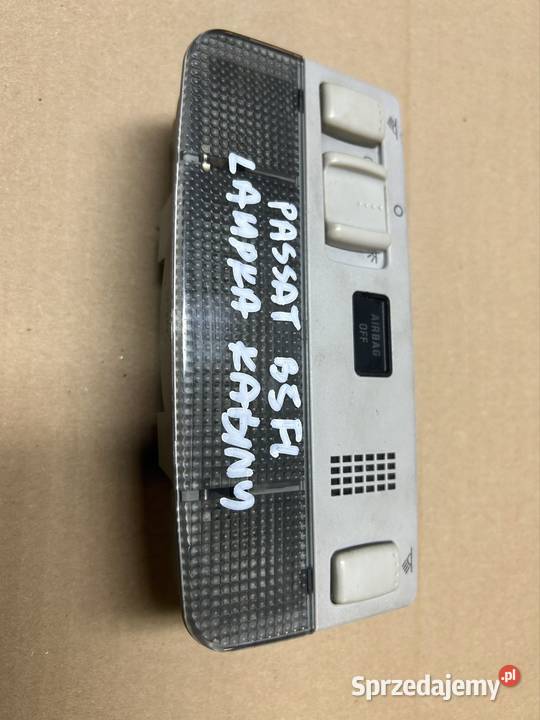 PASSAT B5FL
LAMPKA KABINY
AIRBAG
OFF
Sprzedajemy.pl